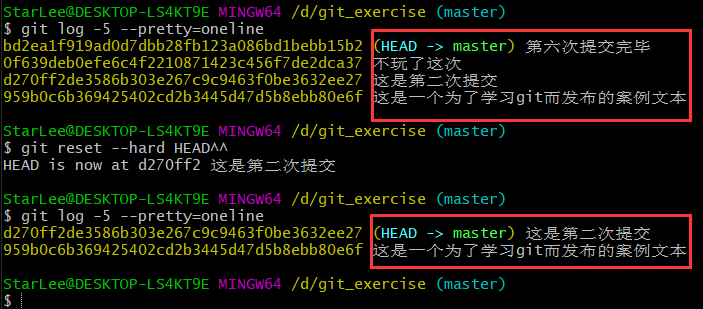 StarLee@DESKTOP-LS4KT9E MINGW64 /d/git_exercise (master)
$ git log -5 --pretty=oneline
bd2ea1f919ad0d7dbb28fb123a086bd1bebb15b2 (HEAD -> master) 第六次提交完毕
0f639deb0efe6c4f2210871423c456f7de2dca37 不玩了这次
d270ff2de3586b303e267c9c9463f0be3632ee27 这是第二次提交
959b0c6b369425402cd2b3445d47d5b8ebb80e6f 这是一个为了学习git而发布的案例文本
StarLee@DESKTOP-LS4KT9E MINGW64 /d/git_exercise (master)
$ git reset --hard HEAD^^
HEAD is now at d270ff2 这是第二次提交
StarLee@DESKTOP-LS4KT9E MINGW64 /d/git_exercise (master)
$ git log -5 --pretty=oneline
d270ff2de3586b303e267c9c9463f0be3632ee27 (HEAD -> master) 这是第二次提交
959b0c6b369425402cd2b3445d47d5b8ebb80e6f 这是一个为了学习git而发布的案例文本
StarLee@DESKTOP-LS4KT9E MINGW64 /d/git_exercise (master)
$